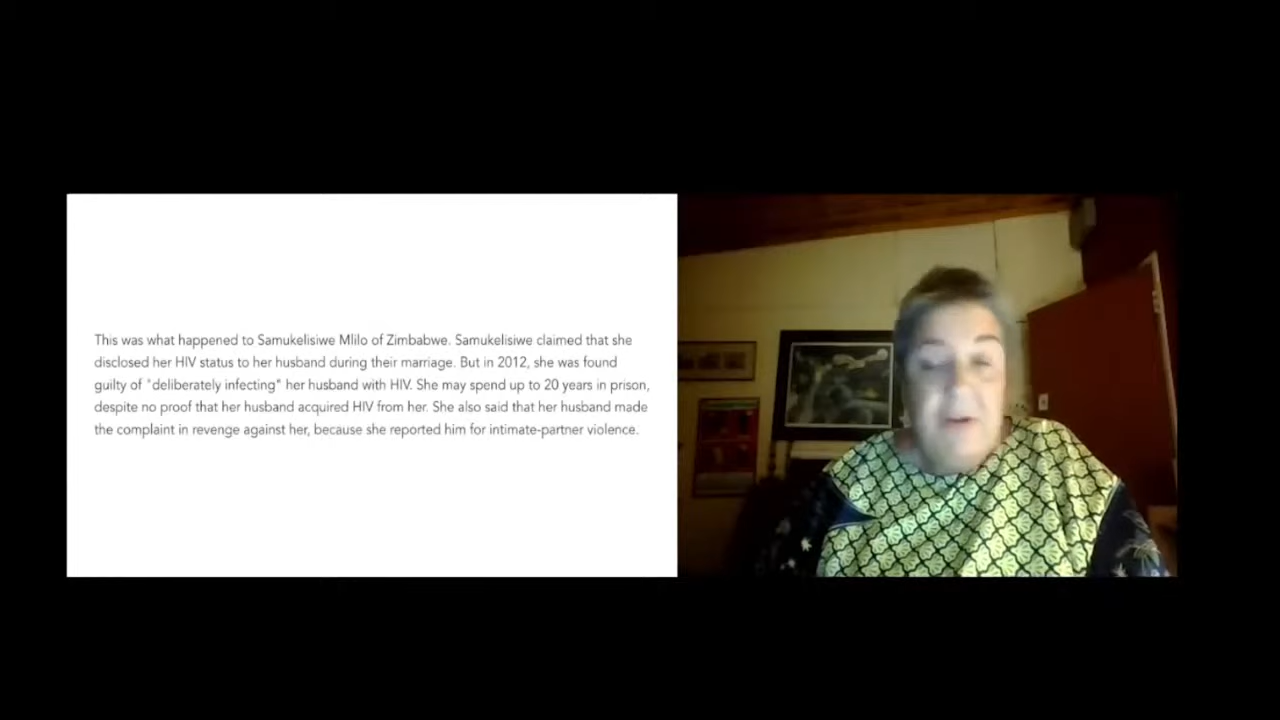 This was what happened to Samukelisiwe Mlilo of Zimbabwe. Samukelisiwe claimed that she
disclosed her HIV status to her husband during their marriage. But in 2012, she was found
guilty of "deliberately infecting" her husband with HIV. She may spend up to 20 years in prison,
despite no proof that her husband acquired HIV from her. She also said that her husband made
the complaint in revenge against her, because she reported him for intimate-partner violence.